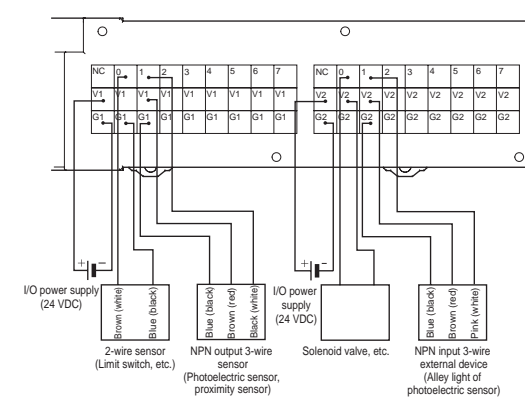 NC 0 1 2 3 4 5 6 7
V1 V1 V1 V1 V1 V1 V1 V1 V1
G1 G1 G1 G1 G1 G1 G1 G1 G1
NC 0 1 2 3 4 5 6 7
V2 V2 V2 V2 V2 V2 V2 V2 V2
G2 G2 G2 G2 G2 G2 G2 G2 G2
+ −
I/O power supply
(24 VDC)
Brown (white)
Blue (black)
2-wire sensor
(Limit switch, etc.)
Blue (black)
Brown (red)
Black (white)
NPN output 3-wire
sensor
(Photoelectric sensor,
proximity sensor)
+ −
I/O power
supply
(24 VDC)
Solenoid valve, etc.
Blue (black)
Brown (red)
Pink (white)
NPN input 3-wire
external device
(Alley light of
photoelectric sensor)